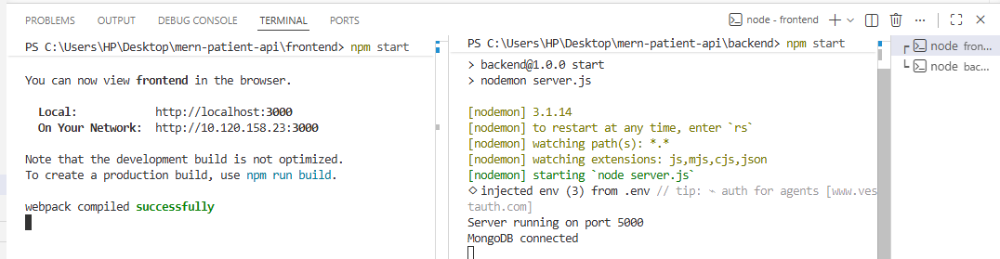 PROBLEMS OUTPUT DEBUG CONSOLE TERMINAL PORTS
node - frontend
PS C:\Users\HP\Desktop\mern-patient-api\frontend> npm start
You can now view frontend in the browser.
Local: http://localhost:3000
On Your Network: http://10.120.158.23:3000
Note that the development build is not optimized.
To create a production build, use npm run build.
webpack compiled successfully
PS C:\Users\HP\Desktop\mern-patient-api\backend> npm start
> backend@1.0.0 start
> nodemon server.js
[nodemon] 3.1.14
[nodemon] to restart at any time, enter `rs`
[nodemon] watching path(s): *.*
[nodemon] watching extensions: js,mjs,cjs,json
[nodemon] starting `node server.js`
◇ injected env (3) from .env // tip: ⌁ auth for agents [www.ves
tauth.com]
Server running on port 5000
MongoDB connected
node fron...
node bac...